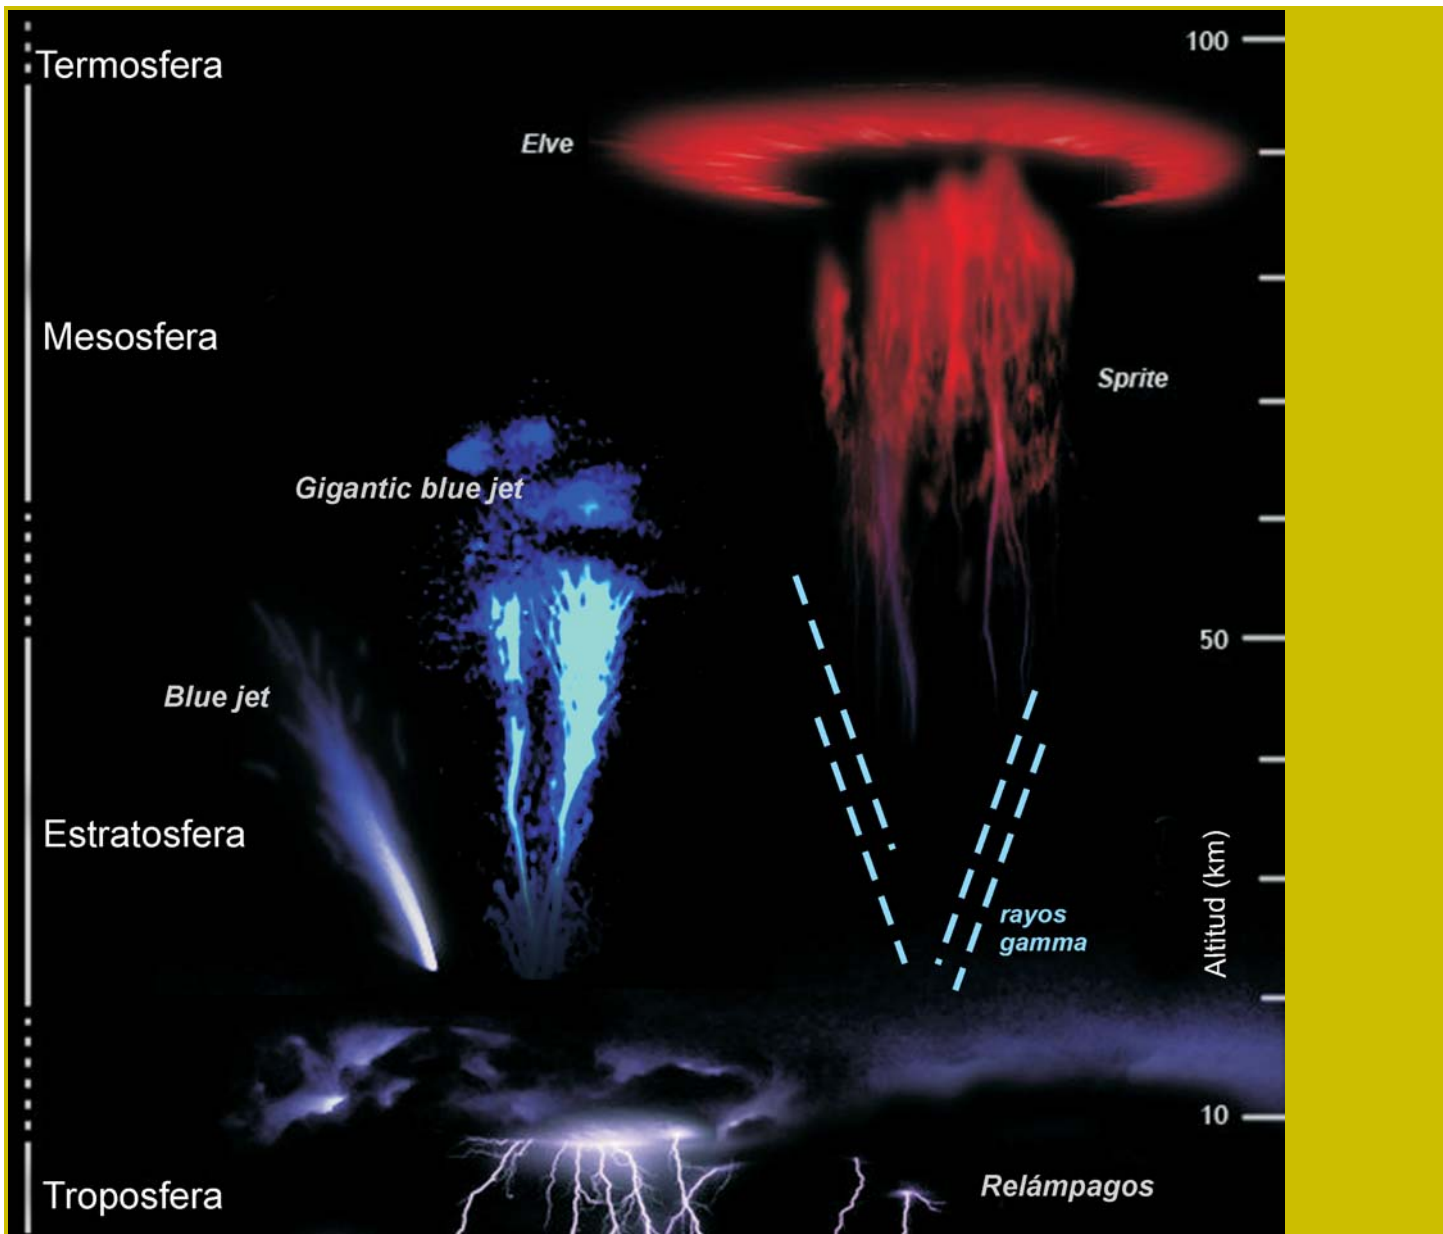 100
Termosfera
Elve
Mesosfera
Sprite
Gigantic blue jet
50
Blue jet
Estratosfera
Altitud (km)
rayos
gamma
10
Relámpagos
Troposfera